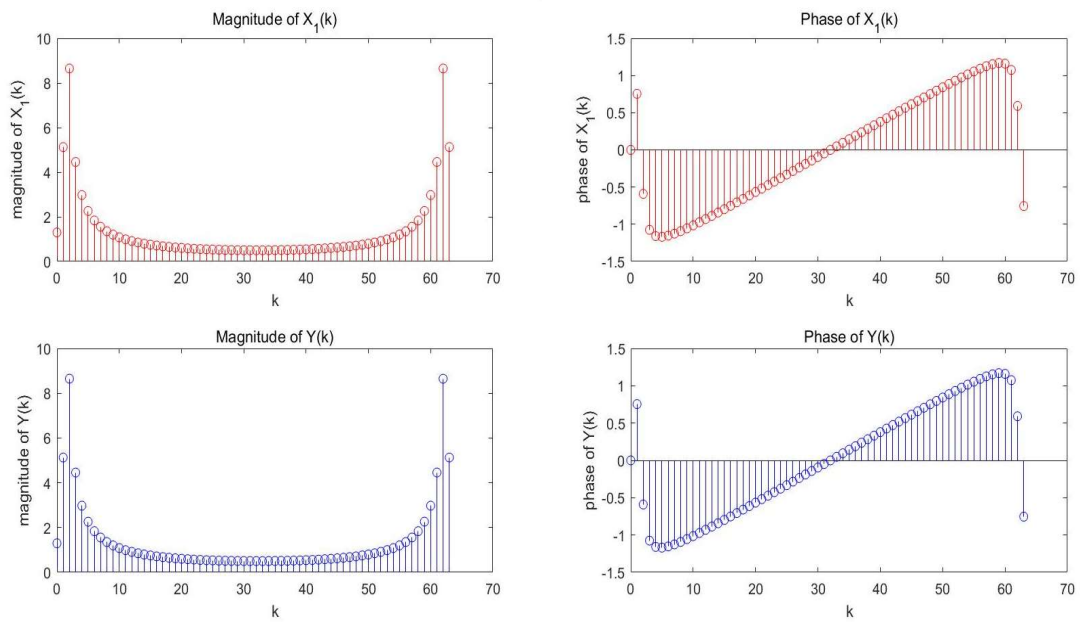 Magnitude of X_1(k)
10
8
6
4
2
0
magnitude of X_1(k)
0 10 20 30 40 50 60 70
k
Phase of X_1(k)
1.5
1
0.5
0
-0.5
-1
-1.5
phase of X_1(k)
0 10 20 30 40 50 60 70
k
Magnitude of Y(k)
10
8
6
4
2
0
magnitude of Y(k)
0 10 20 30 40 50 60 70
k
Phase of Y(k)
1.5
1
0.5
0
-0.5
-1
-1.5
phase of Y(k)
0 10 20 30 40 50 60 70
k